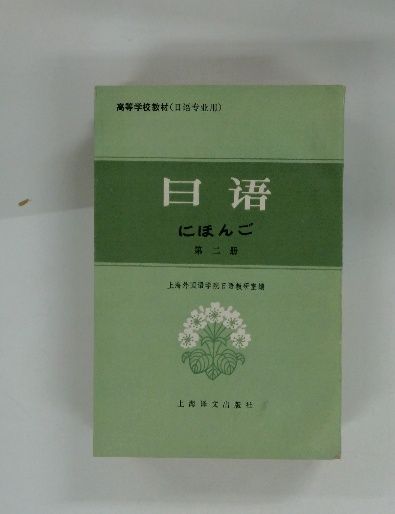 高等学校教材(日语专业用)
日语
にほんご
第二册
上海外国语学院日语教研室编
上海译文出版社